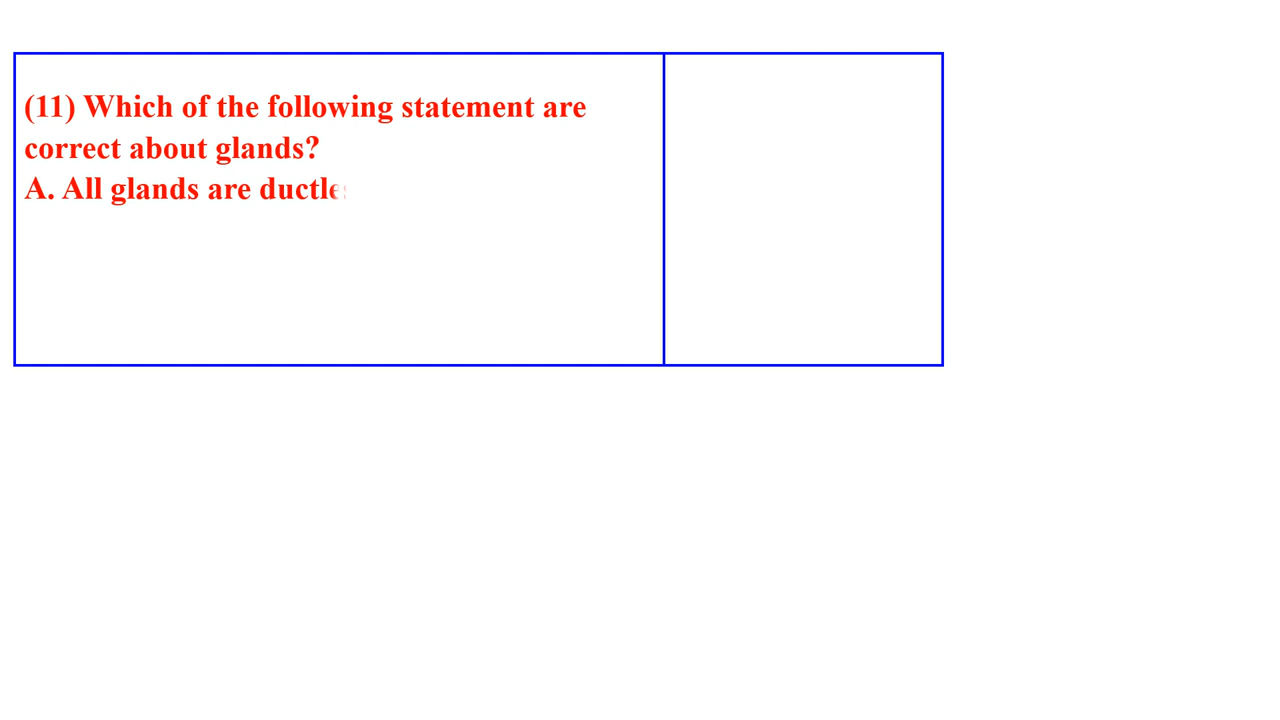 (11) Which of the following statement are
correct about glands?
A. All glands are